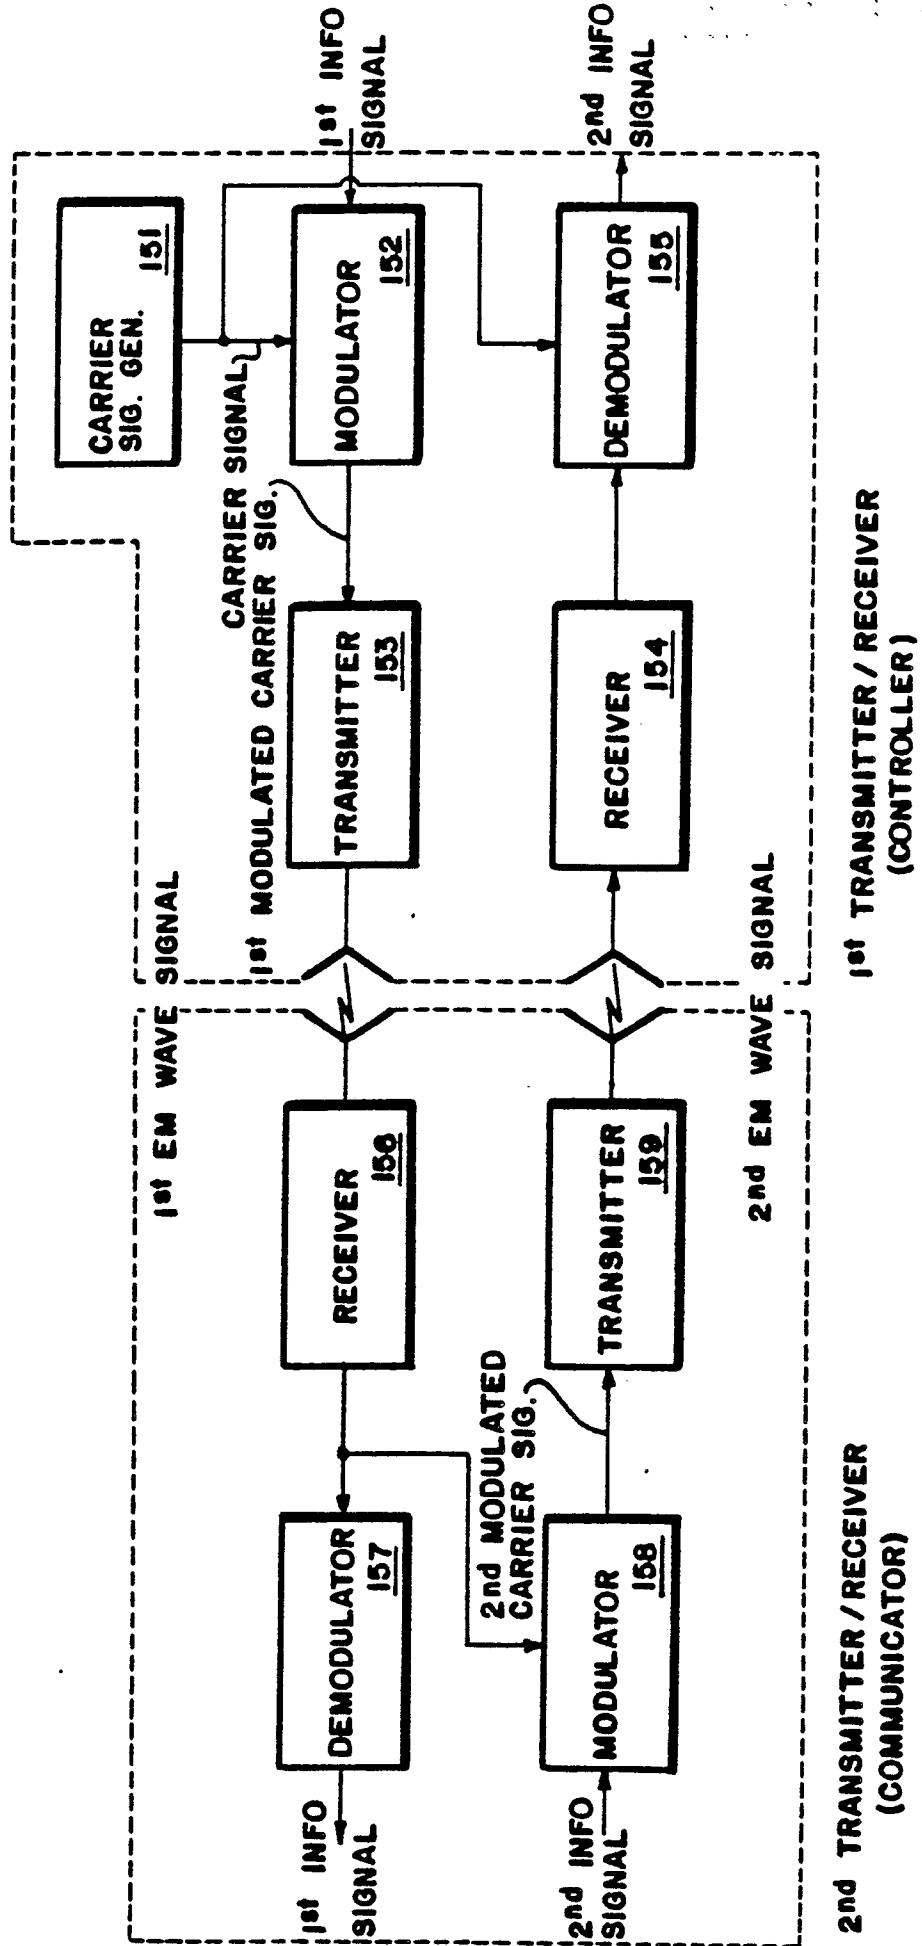 CARRIER
SIG. GEN.
151
CARRIER SIGNAL
1st INFO
SIGNAL
MODULATOR
152
1st MODULATED CARRIER SIG.
TRANSMITTER
153
1st EM WAVE SIGNAL
RECEIVER
156
DEMODULATOR
157
1st INFO
SIGNAL
2nd INFO
SIGNAL
MODULATOR
158
2nd MODULATED
CARRIER SIG.
TRANSMITTER
159
2nd EM WAVE SIGNAL
RECEIVER
154
DEMODULATOR
155
2nd INFO
SIGNAL
2nd TRANSMITTER/RECEIVER
(COMMUNICATOR)
1st TRANSMITTER/RECEIVER
(CONTROLLER)